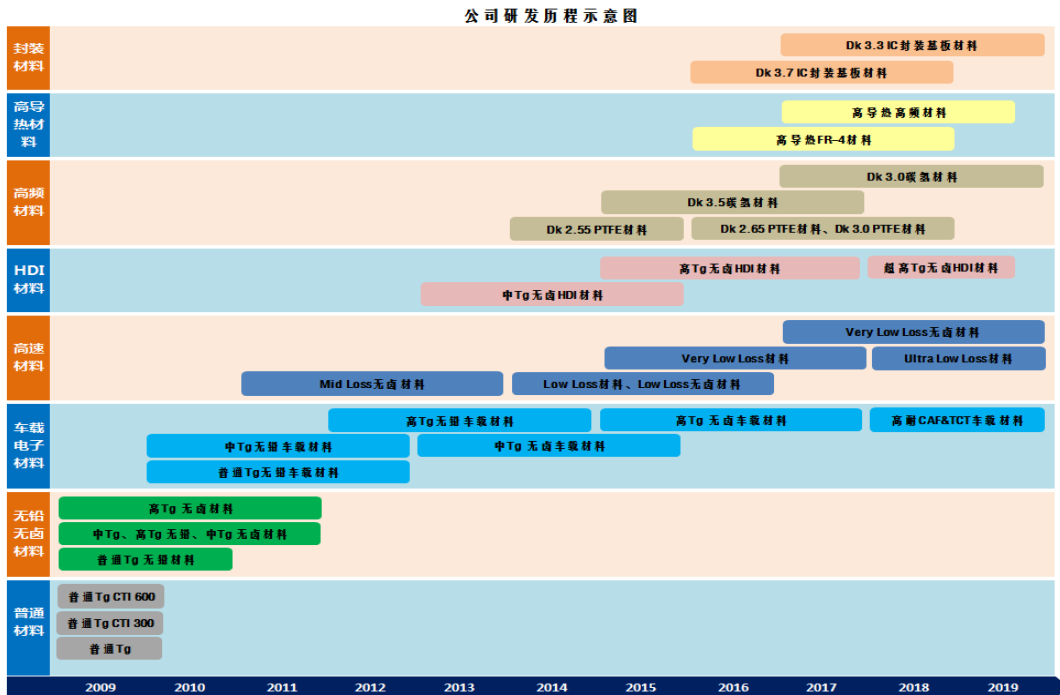 公司研发历程示意图
封装
材料
Dk 3.3 IC封装基板材料
Dk 3.7 IC封装基板材料
高导
热材
料
高导热高频材料
高导热FR-4材料
高频
材料
Dk 3.0碳氢材料
Dk 3.5碳氢材料
Dk 2.55 PTFE材料
Dk 2.65 PTFE材料、Dk 3.0 PTFE材料
HDI
材料
高Tg无卤HDI材料
超高Tg无卤HDI材料
中Tg无卤HDI材料
高速
材料
Very Low Loss无卤材料
Very Low Loss材料
Ultra Low Loss材料
Mid Loss无卤材料
Low Loss材料、Low Loss无卤材料
车载
电子
材料
高Tg无铅车载材料
高Tg 无卤车载材料
高耐CAF&TCT车载材料
中Tg无铅车载材料
中Tg 无卤车载材料
普通Tg无铅车载材料
无铅
无卤
材料
高Tg 无卤材料
中Tg、高Tg 无铅、中Tg 无卤材料
普通Tg 无铅材料
普通
材料
普通Tg CTI 600
普通Tg CTI 300
普通Tg
2009 2010 2011 2012 2013 2014 2015 2016 2017 2018 2019